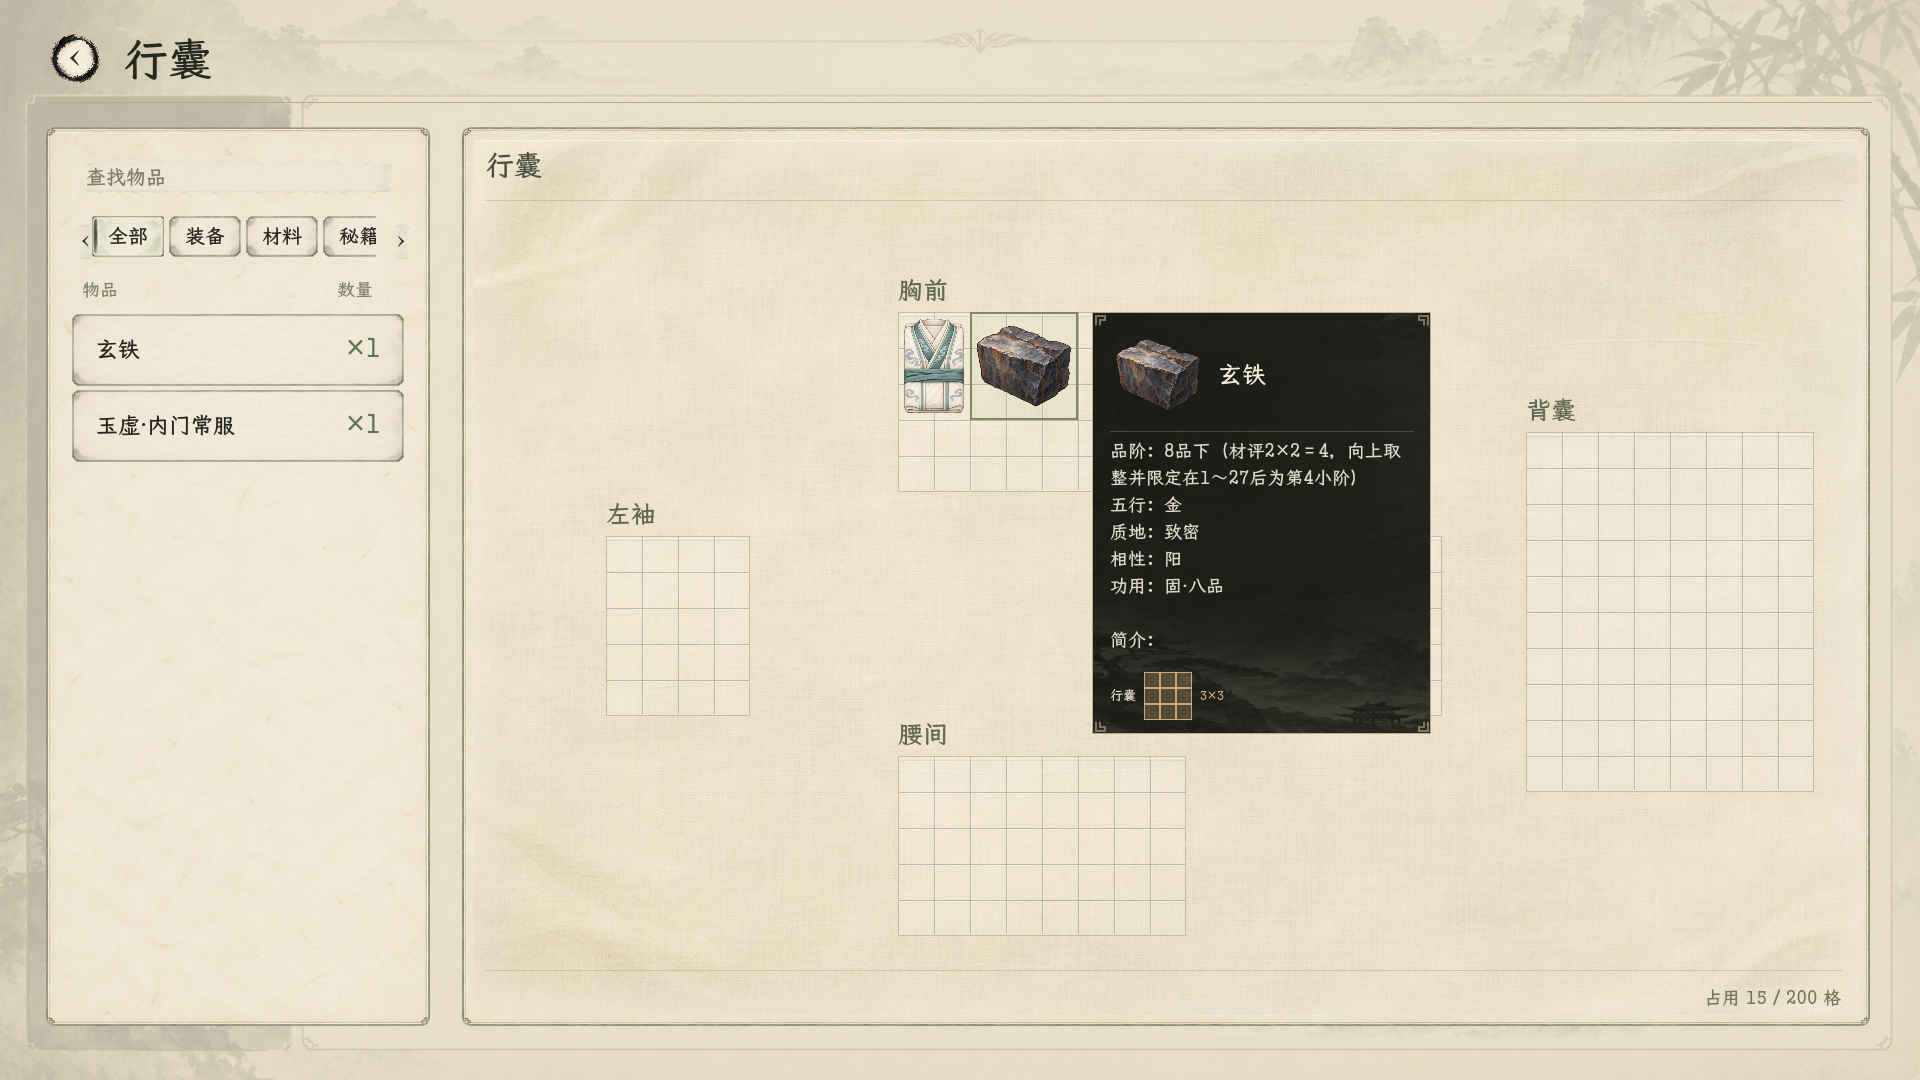 行囊
查找物品
全部
装备
材料
秘籍
物品
数量
玄铁
×1
玉虚·内门常服
×1
行囊
胸前
左袖
腰间
背囊
玄铁
品阶：8品下（材评2×2=4，向上取
整并限定在1～27后为第4小阶）
五行：金
质地：致密
相性：阳
功用：固·八品
简介：
行囊
3×3
占用 15 / 200 格